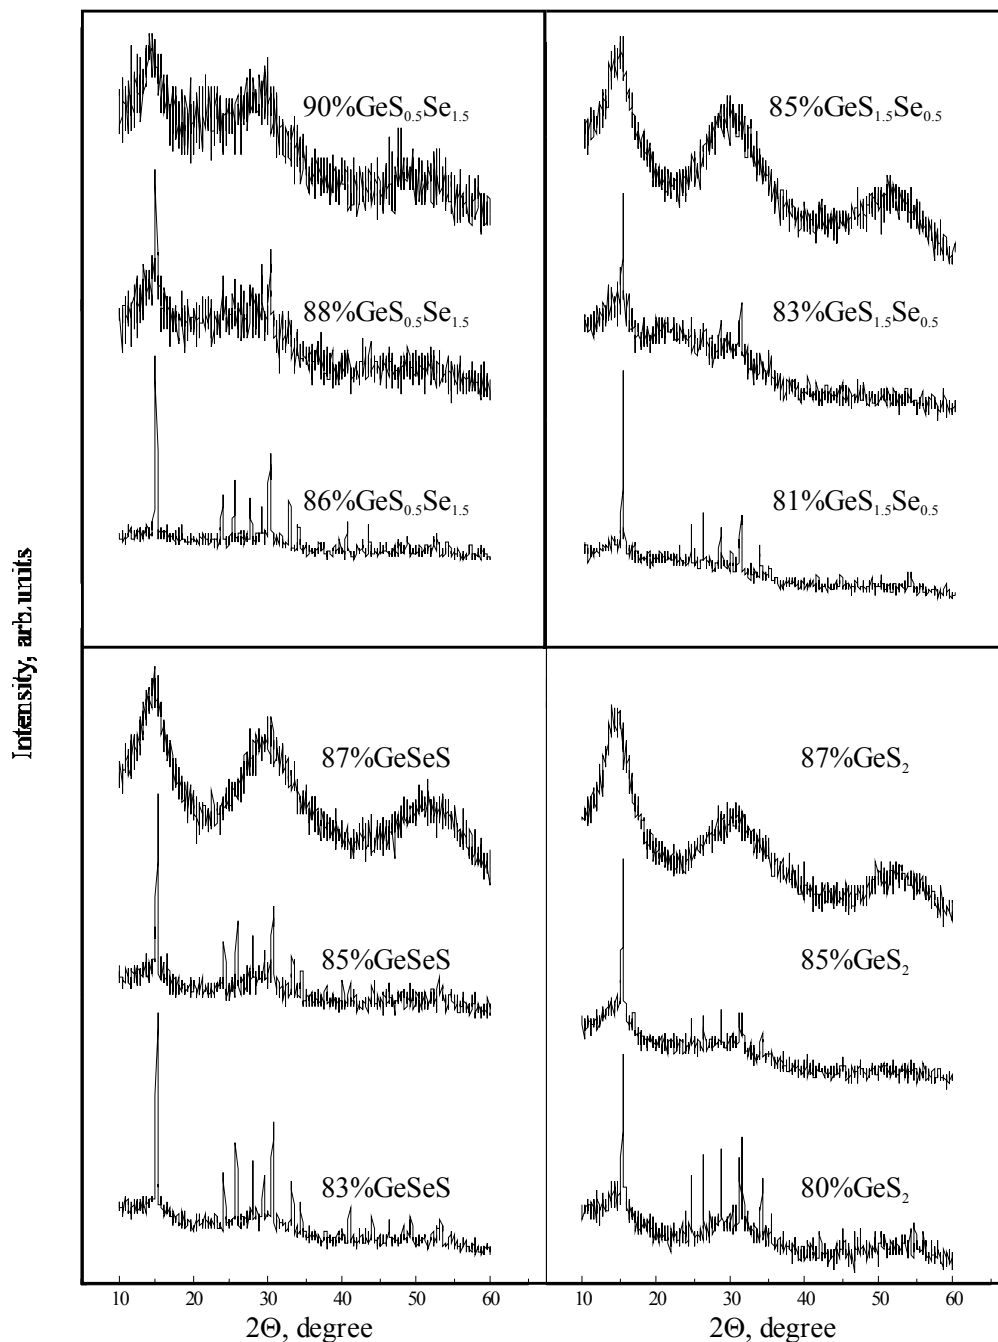 90%GeS₀.₅Se₁.₅
85%GeS₁.₅Se₀.₅
88%GeS₀.₅Se₁.₅
83%GeS₁.₅Se₀.₅
86%GeS₀.₅Se₁.₅
81%GeS₁.₅Se₀.₅
Intensity, arb.units
87%GeSeS
87%GeS₂
85%GeSeS
85%GeS₂
83%GeSeS
80%GeS₂
10 20 30 40 50 60
10 20 30 40 50 60
2Θ, degree
2Θ, degree